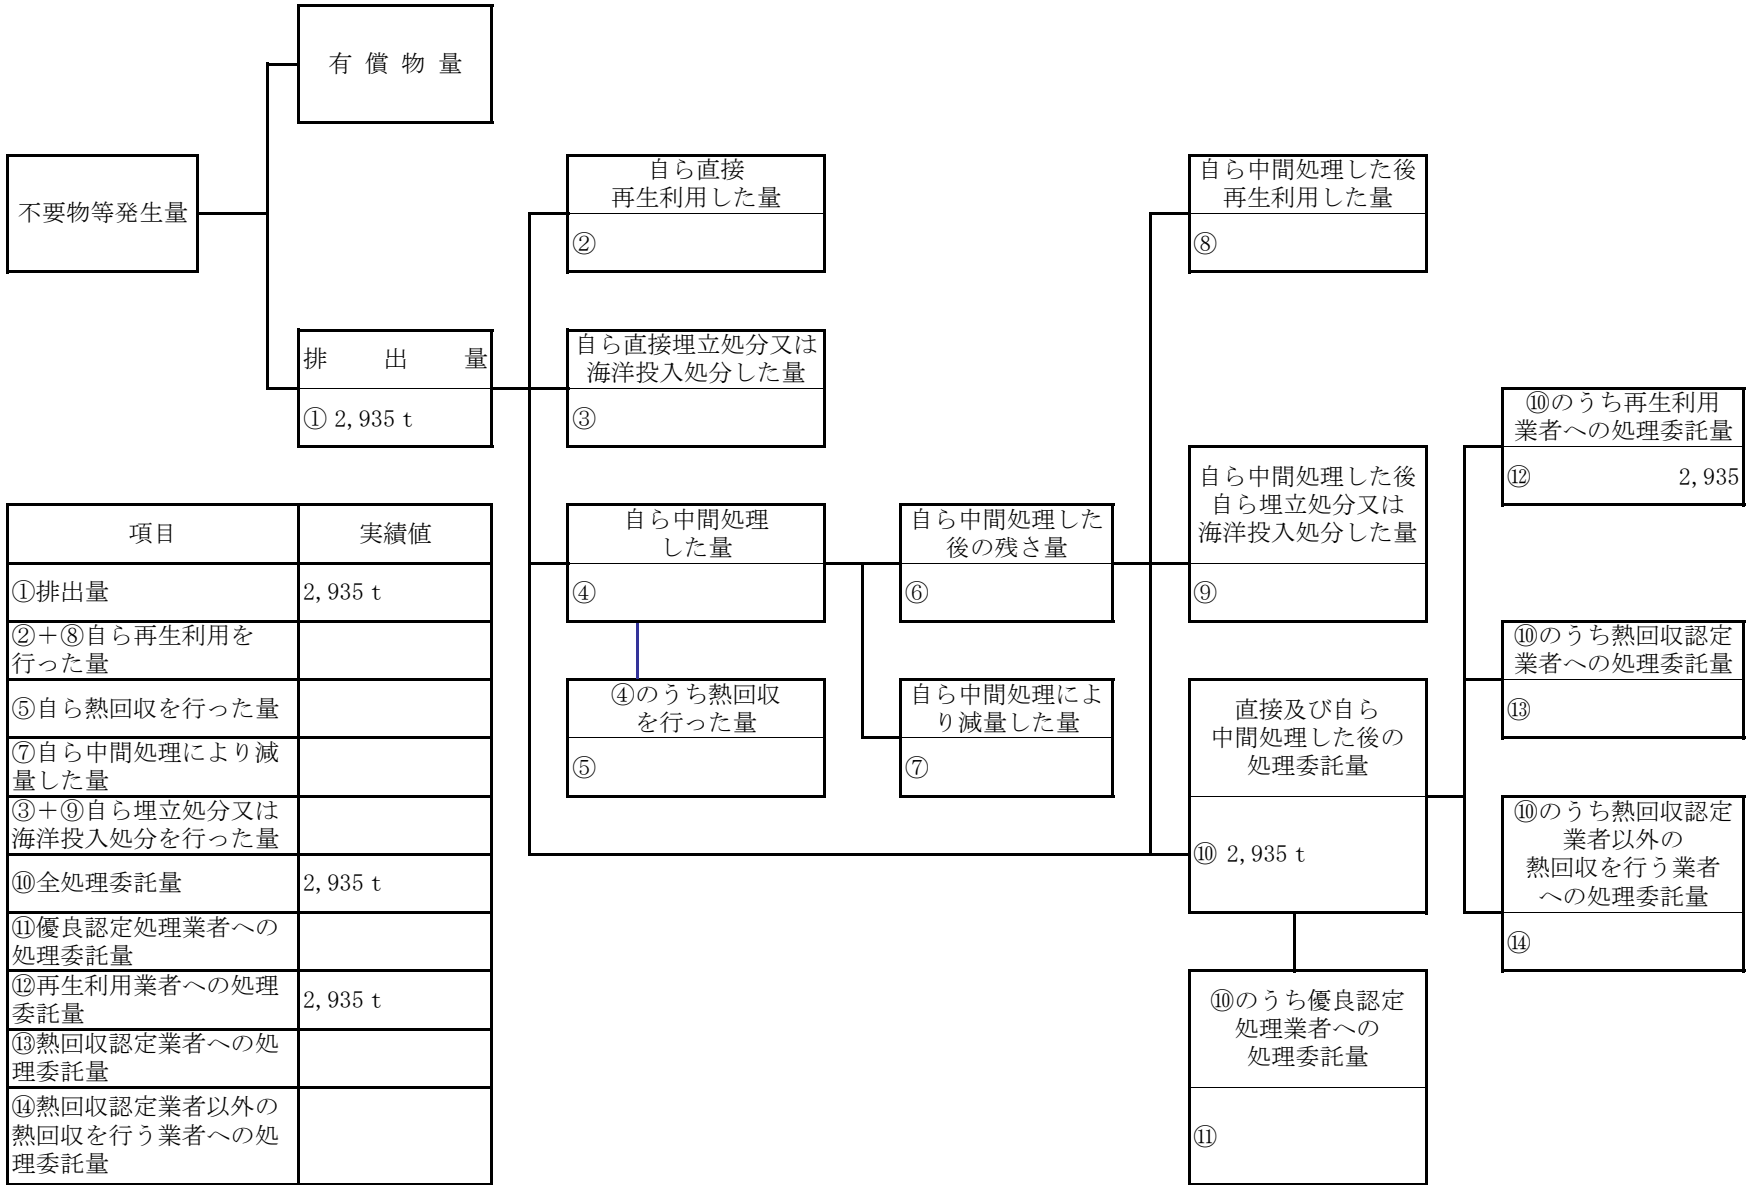 有 償 物 量
不要物等発生量
自ら直接
再生利用した量
②
自ら中間処理した後
再生利用した量
⑧
排 出 量
① 2,935 t
自ら直接埋立処分又は
海洋投入処分した量
③
⑩のうち再生利用
業者への処理委託量
⑫ 2,935
自ら中間処理した後
自ら埋立処分又は
海洋投入処分した量
⑨
自ら中間処理
した量
④
自ら中間処理した
後の残さ量
⑥
⑩のうち熱回収認定
業者への処理委託量
⑬
④のうち熱回収
を行った量
⑤
自ら中間処理によ
り減量した量
⑦
直接及び自ら
中間処理した後の
処理委託量
⑩ 2,935 t
⑩のうち熱回収認定
業者以外の
熱回収を行う業者
への処理委託量
⑭
⑩のうち優良認定
処理業者への
処理委託量
⑪
項目 実績値
①排出量 2,935 t
②＋⑧自ら再生利用を
行った量
⑤自ら熱回収を行った量
⑦自ら中間処理により減
量した量
③＋⑨自ら埋立処分又は
海洋投入処分を行った量
⑩全処理委託量 2,935 t
⑪優良認定処理業者への
処理委託量
⑫再生利用業者への処理
委託量 2,935 t
⑬熱回収認定業者への処
理委託量
⑭熱回収認定業者以外の
熱回収を行う業者への処
理委託量